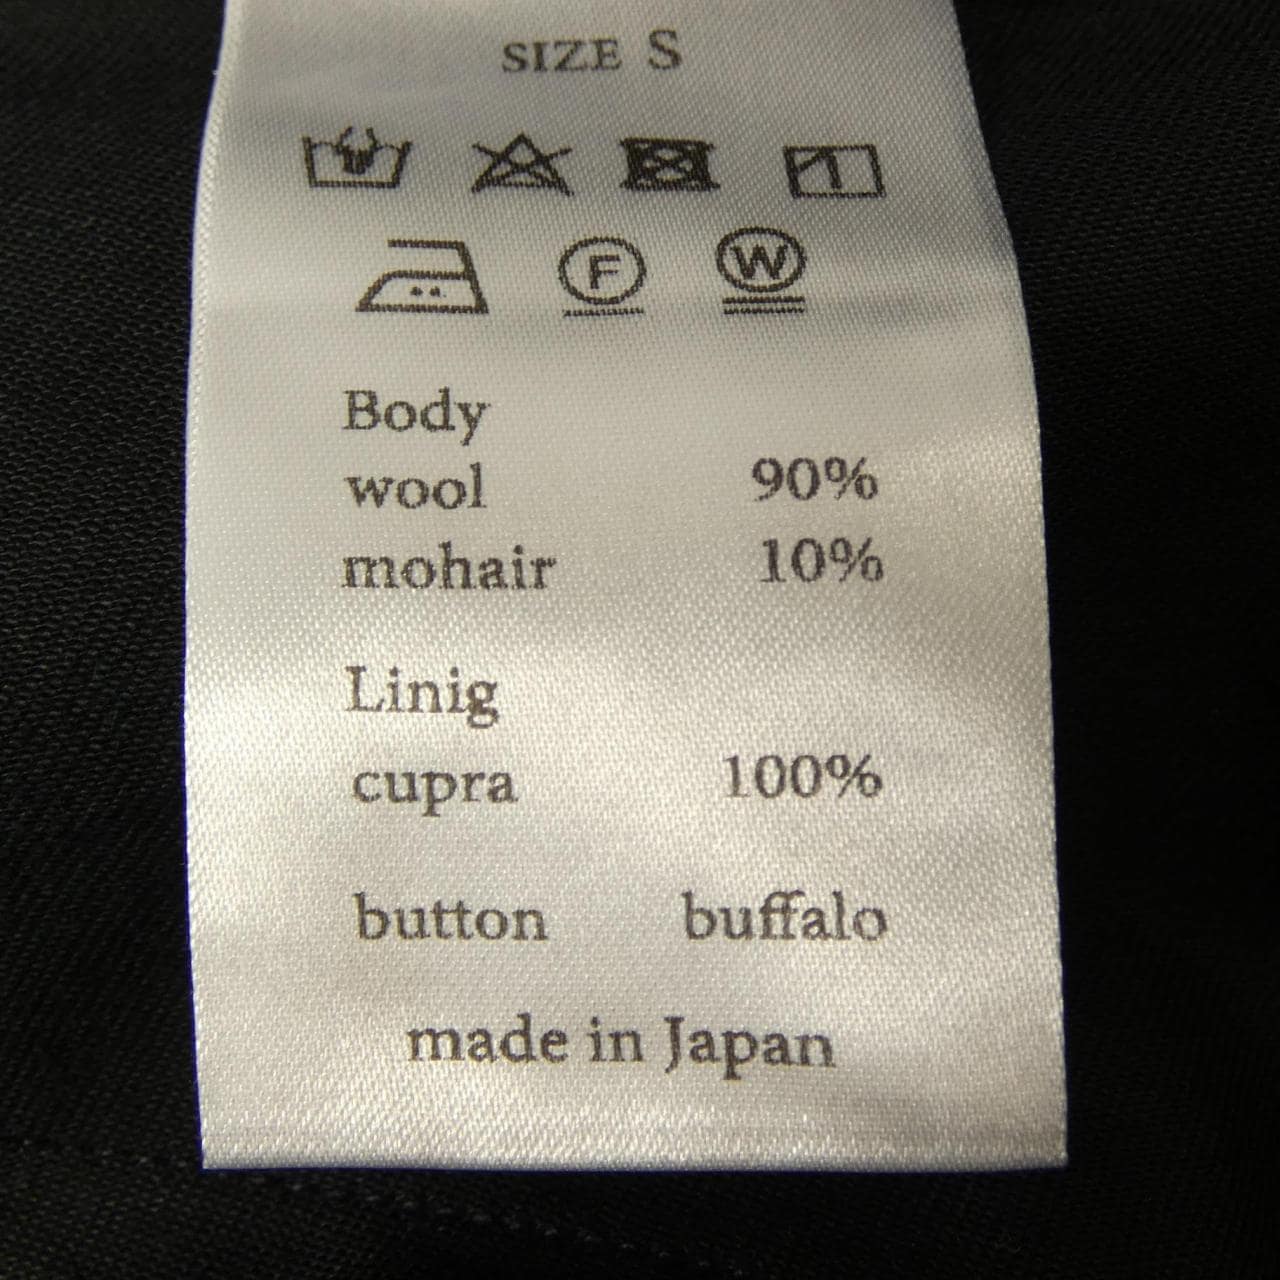 SIZE S
F W
Body
wool 90%
mohair 10%
Linig
cupra 100%
button buffalo
made in Japan